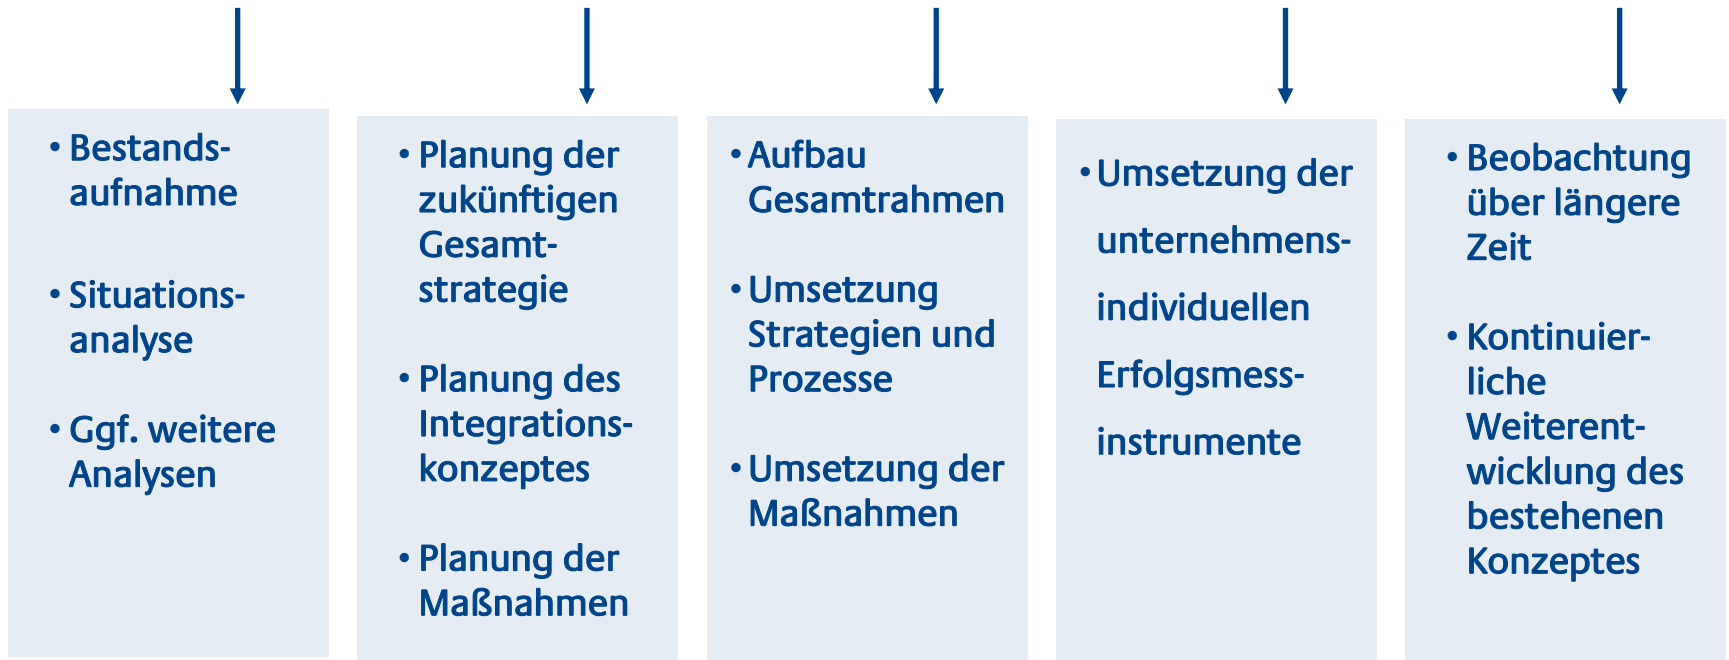 • Bestands-
aufnahme
• Situations-
analyse
• Ggf. weitere
Analysen
• Planung der
zukünftigen
Gesamt-
strategie
• Planung des
Integrations-
konzeptes
• Planung der
Maßnahmen
• Aufbau
Gesamtrahmen
• Umsetzung
Strategien und
Prozesse
• Umsetzung der
Maßnahmen
• Umsetzung der
unternehmens-
individuellen
Erfolgsmess-
instrumente
• Beobachtung
über längere
Zeit
• Kontinuier-
liche
Weiterent-
wicklung des
bestehenen
Konzeptes